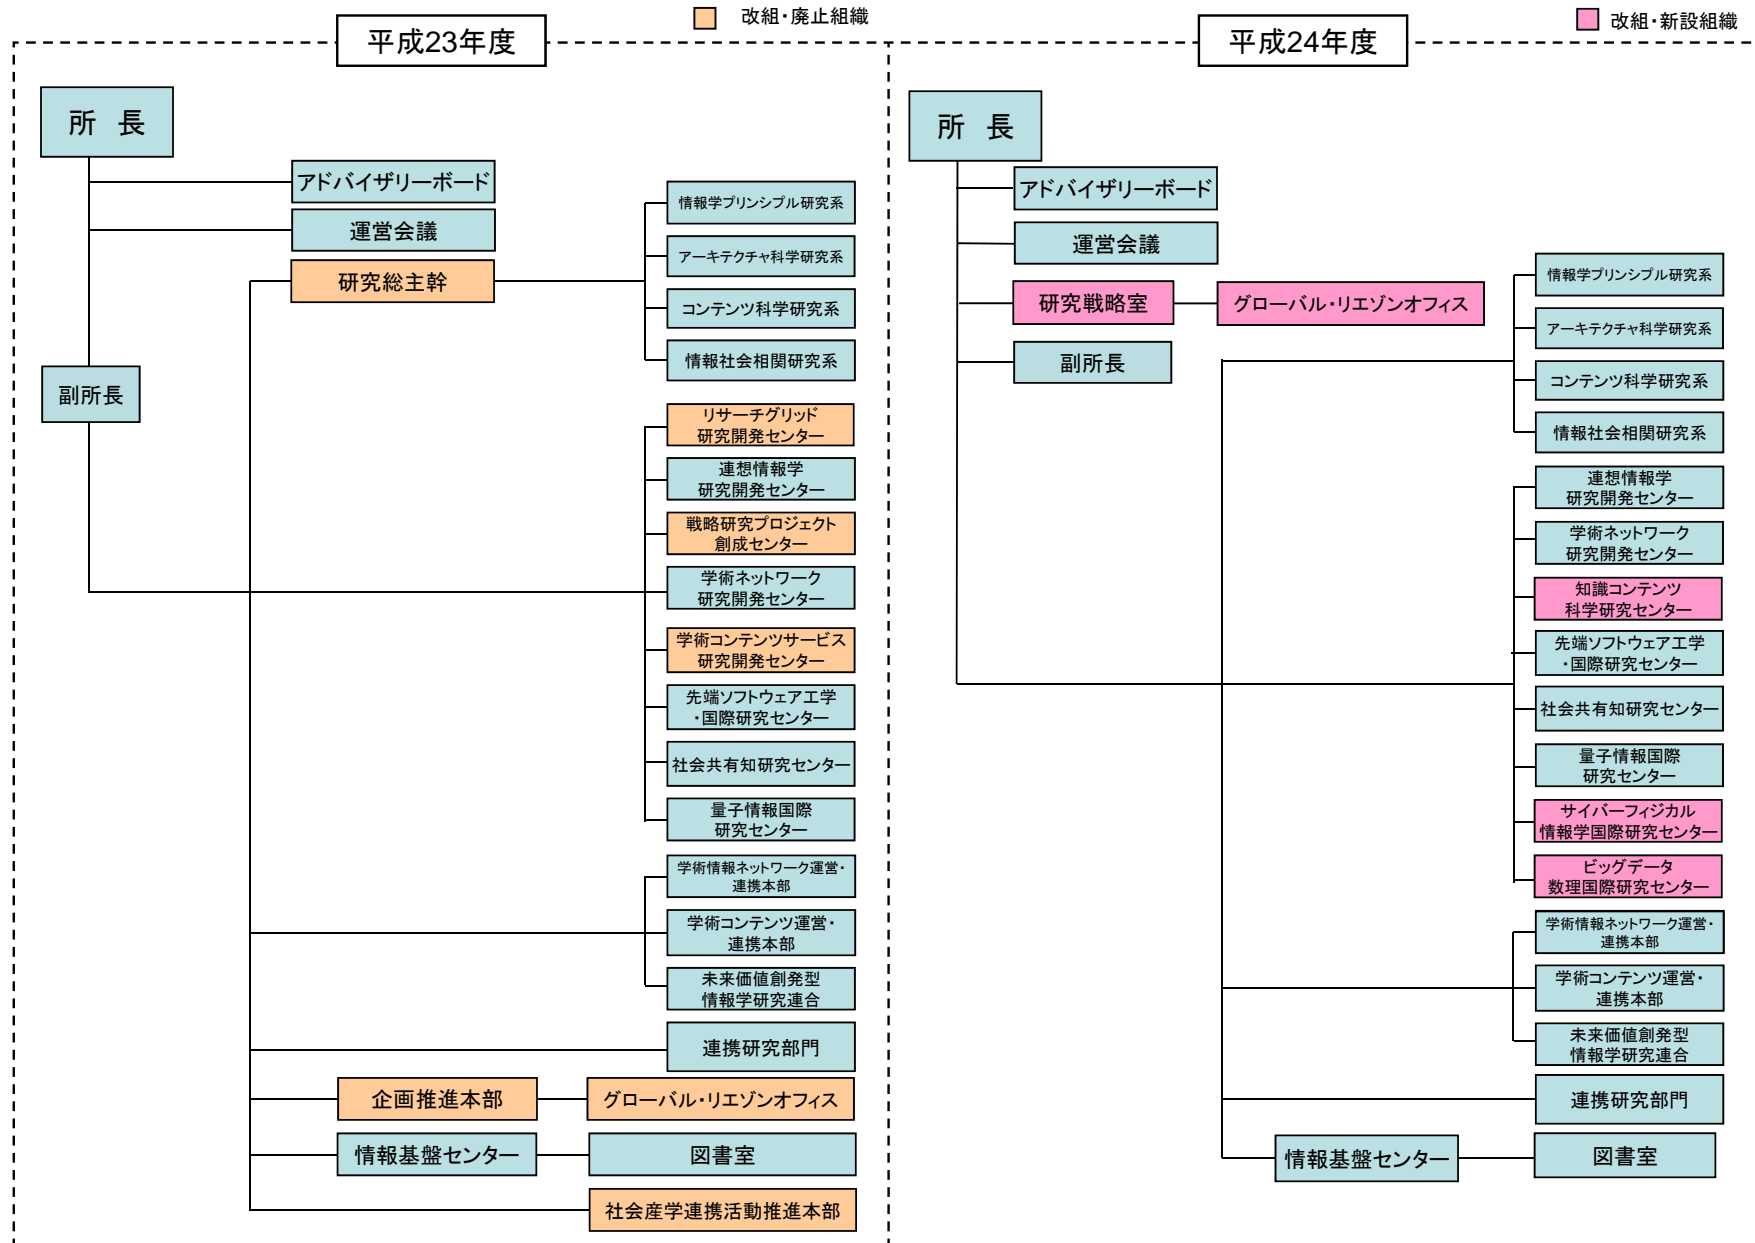 改組・廃止組織
平成23年度
所 長
アドバイザリーボード
運営会議
研究総主幹
副所長
情報学プリンシプル研究系
アーキテクチャ科学研究系
コンテンツ科学研究系
情報社会相関研究系
リサーチグリッド
研究開発センター
連想情報学
研究開発センター
戦略研究プロジェクト
創成センター
学術ネットワーク
研究開発センター
学術コンテンツサービス
研究開発センター
先端ソフトウェア工学
・国際研究センター
社会共有知研究センター
量子情報国際
研究センター
学術情報ネットワーク運営・
連携本部
学術コンテンツ運営・
連携本部
未来価値創発型
情報学研究連合
連携研究部門
企画推進本部
グローバル・リエゾンオフィス
情報基盤センター
図書室
社会産学連携活動推進本部
改組・新設組織
平成24年度
所 長
アドバイザリーボード
運営会議
研究戦略室
グローバル・リエゾンオフィス
副所長
情報学プリンシプル研究系
アーキテクチャ科学研究系
コンテンツ科学研究系
情報社会相関研究系
連想情報学
研究開発センター
学術ネットワーク
研究開発センター
知識コンテンツ
科学研究センター
先端ソフトウェア工学
・国際研究センター
社会共有知研究センター
量子情報国際
研究センター
サイバーフィジカル
情報学国際研究センター
ビッグデータ
数理国際研究センター
学術情報ネットワーク運営・
連携本部
学術コンテンツ運営・
連携本部
未来価値創発型
情報学研究連合
連携研究部門
情報基盤センター
図書室